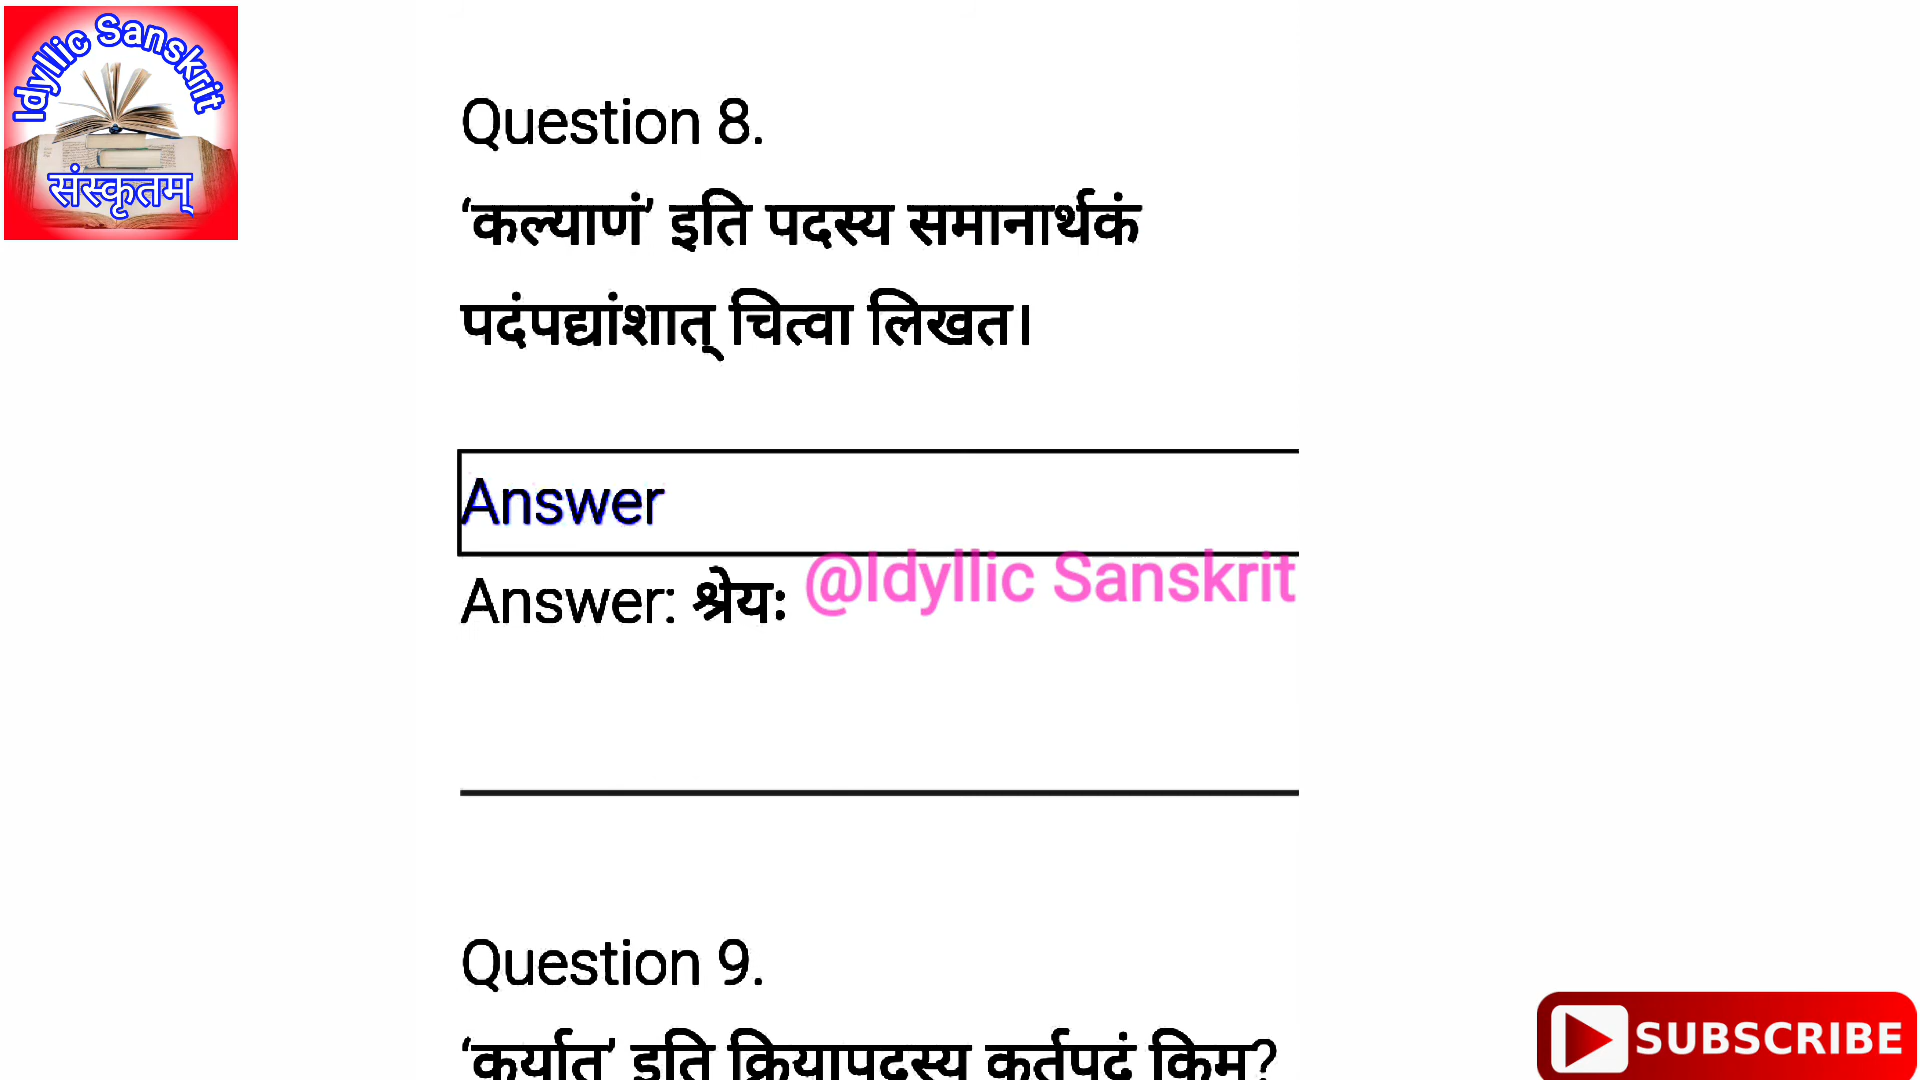 Idyllic Sanskrit
संस्कृतम्
Question 8.
‘कल्याणं’ इति पदस्य समानार्थकं
पदंपद्यांशात् चित्वा लिखत।
Answer
@Idyllic Sanskrit
Answer: श्रेयः
Question 9.
‘कुर्यात्’ इति क्रियापदस्य कर्तृपदं किम्?
SUBSCRIBE